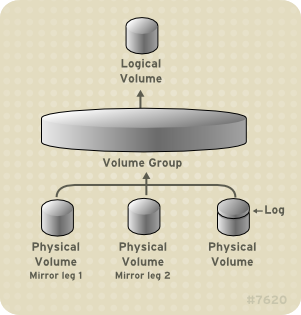 Logical
Volume
Volume Group
Log
Physical
Volume
Mirror leg 1
Physical
Volume
Mirror leg 2
Physical
Volume
#7620